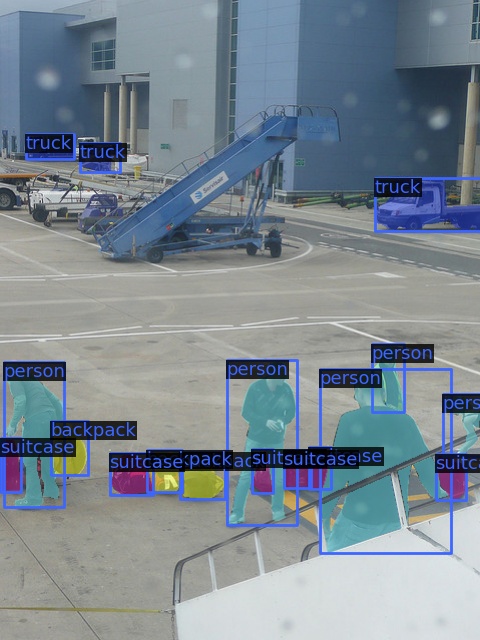 truck
truck
truck
person
person
person
person
pers
backpack
suitcase
suitcase
kpack
ac
suit
suitcase
se
suitc